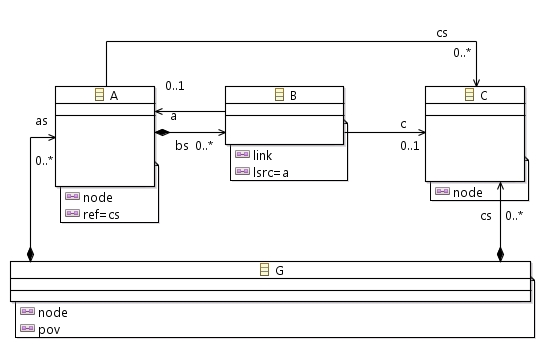 cs
0..*
A
0..1
B
C
as
a
c
0..*
bs 0..*
0..1
link
lsrc=a
node
ref=cs
node
cs 0..*
G
node
pov